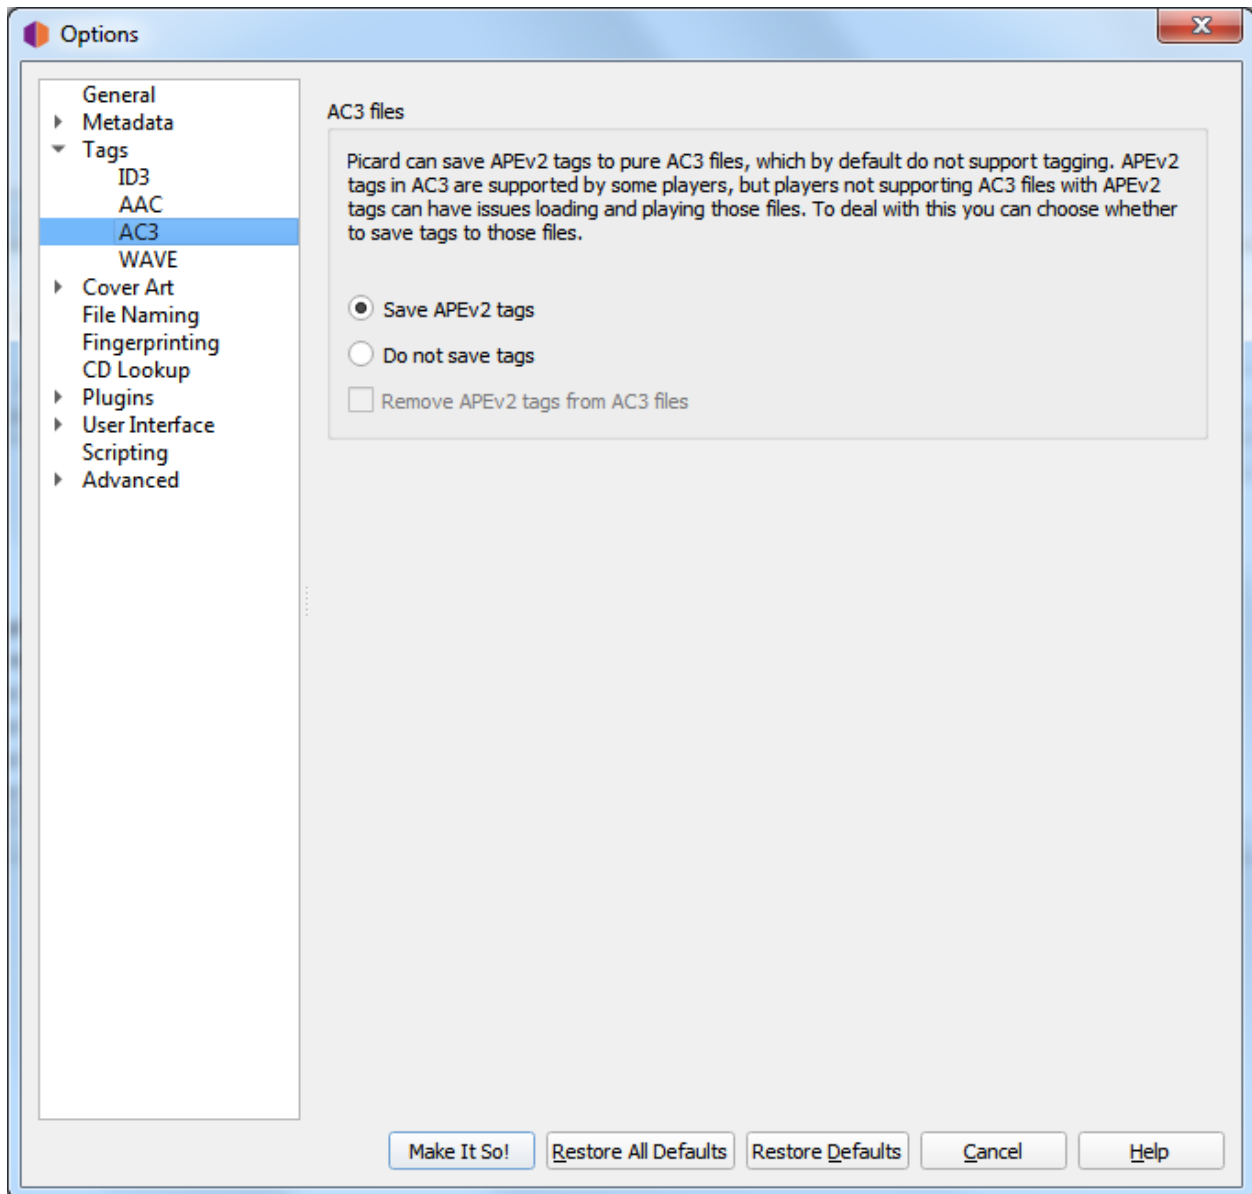 Options
General
Metadata
Tags
ID3
AAC
AC3
WAVE
Cover Art
File Naming
Fingerprinting
CD Lookup
Plugins
User Interface
Scripting
Advanced
AC3 files
Picard can save APEv2 tags to pure AC3 files, which by default do not support tagging. APEv2
tags in AC3 are supported by some players, but players not supporting AC3 files with APEv2
tags can have issues loading and playing those files. To deal with this you can choose whether
to save tags to those files.
Save APEv2 tags
Do not save tags
Remove APEv2 tags from AC3 files
Make It So! Restore All Defaults Restore Defaults Cancel Help